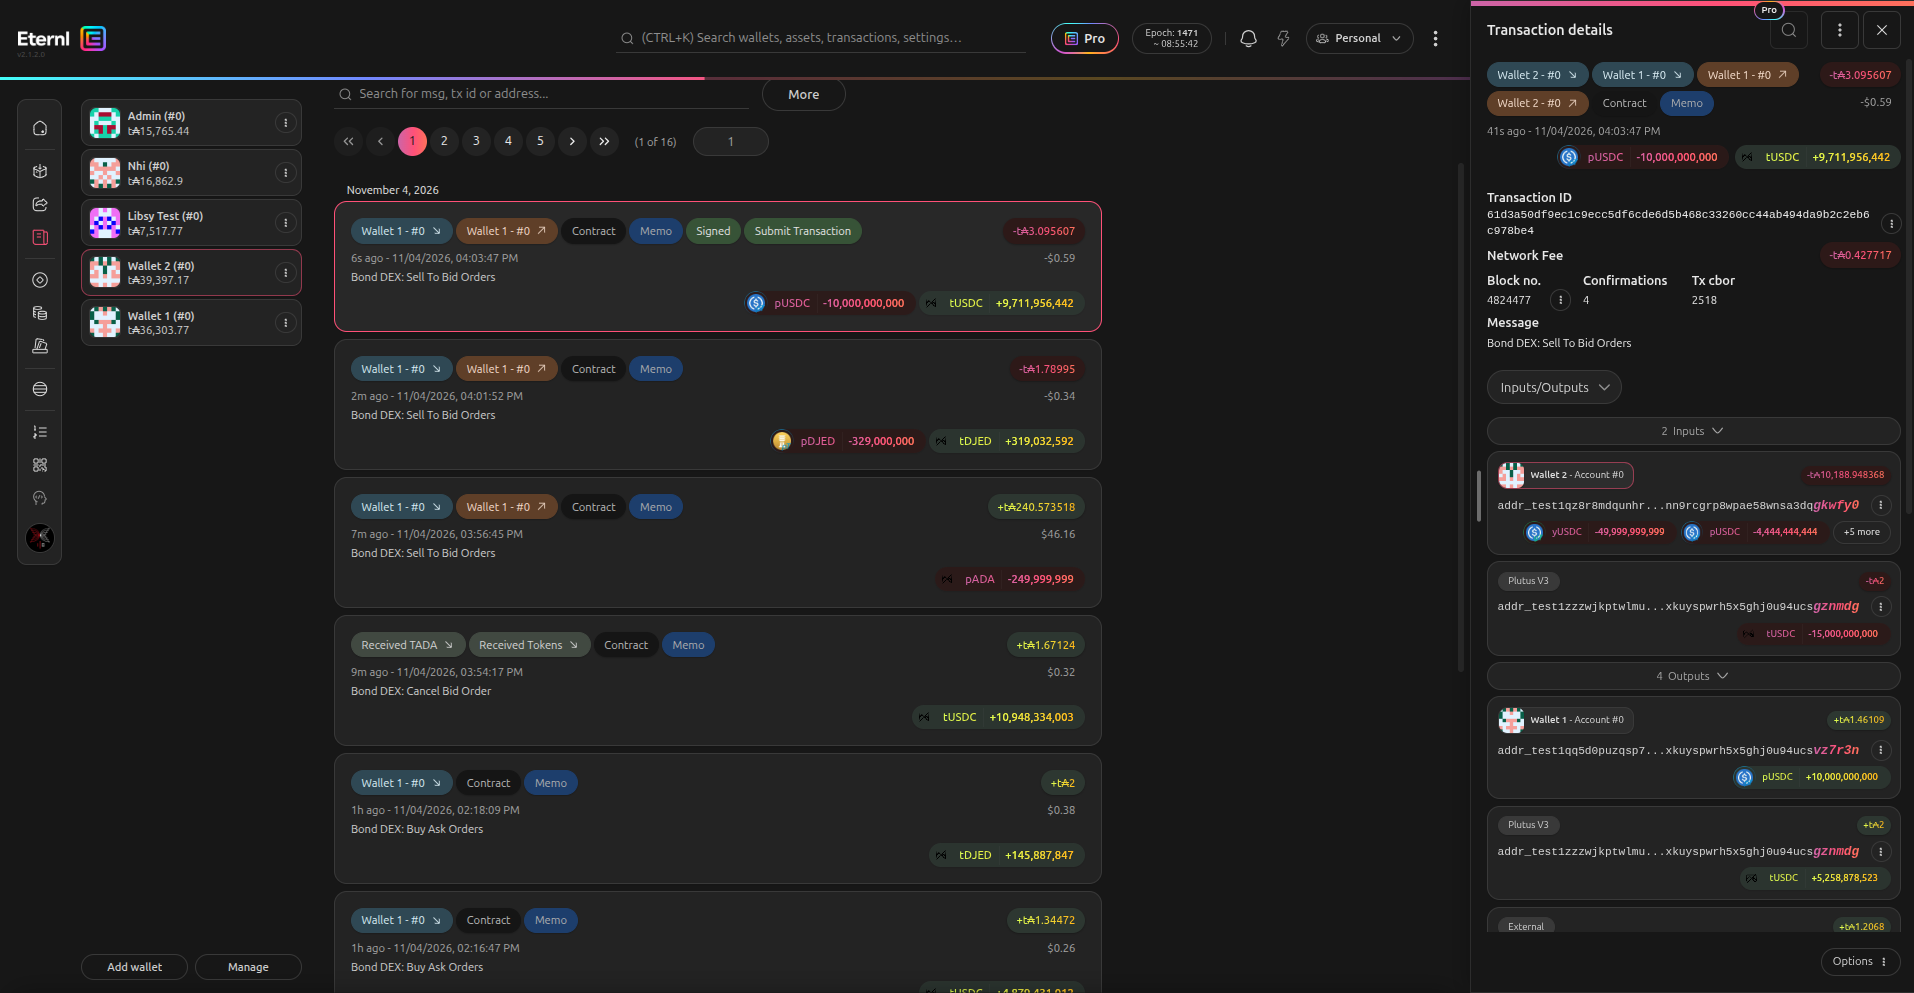 Eternl
v2.1.2.0
(CTRL+K) Search wallets, assets, transactions, settings...
Pro
Epoch: 1471
~ 08:55:42
Personal
Admin (#0)
t₳15,765.44
Nhi (#0)
t₳16,862.9
Libsy Test (#0)
t₳7,517.77
Wallet 2 (#0)
t₳39,397.17
Wallet 1 (#0)
t₳36,303.77
Add wallet
Manage
Search for msg, tx id or address...
More
1 2 3 4 5 (1 of 16) 1
November 4, 2026
Wallet 1 - #0 Wallet 1 - #0 Contract Memo Signed Submit Transaction -t₳3.095607
6s ago - 11/04/2026, 04:03:47 PM -$0.59
Bond DEX: Sell To Bid Orders
pUSDC -10,000,000,000 tUSDC +9,711,956,442
Wallet 1 - #0 Wallet 1 - #0 Contract Memo -t₳1.78995
2m ago - 11/04/2026, 04:01:52 PM -$0.34
Bond DEX: Sell To Bid Orders
pDJED -329,000,000 tDJED +319,032,592
Wallet 1 - #0 Wallet 1 - #0 Contract Memo +t₳240.573518
7m ago - 11/04/2026, 03:56:45 PM $46.16
Bond DEX: Sell To Bid Orders
pADA -249,999,999
Received TADA Received Tokens Contract Memo +t₳1.67124
9m ago - 11/04/2026, 03:54:17 PM $0.32
Bond DEX: Cancel Bid Order
tUSDC +10,948,334,003
Wallet 1 - #0 Contract Memo +t₳2
1h ago - 11/04/2026, 02:18:09 PM $0.38
Bond DEX: Buy Ask Orders
tDJED +145,887,847
Wallet 1 - #0 Contract Memo +t₳1.34472
1h ago - 11/04/2026, 02:16:47 PM $0.26
Bond DEX: Buy Ask Orders
tUSDC +4,879,431,012
Pro
Transaction details
Wallet 2 - #0 Wallet 1 - #0 Wallet 1 - #0 -t₳3.095607
Wallet 2 - #0 Contract Memo -$0.59
41s ago - 11/04/2026, 04:03:47 PM
pUSDC -10,000,000,000 tUSDC +9,711,956,442
Transaction ID
61d3a50df9ec1c9ecc5df6cde6d5b468c33260cc44ab494da9b2c2eb6
c978be4
Network Fee -t₳0.427717
Block no. Confirmations Tx cbor
4824477 4 2518
Message
Bond DEX: Sell To Bid Orders
Inputs/Outputs
2 Inputs
Wallet 2 - Account #0 -t₳10,188.948368
addr_test1qz8r8mdqunhr...nn9rcgrp8wpae58wnsa3dqgkwfy0
yUSDC -49,999,999,999 pUSDC -4,444,444,444 +5 more
Plutus V3 -t₳2
addr_test1zzzwjkptwlmu...xkuyspwrh5x5ghj0u94ucsgznmdg
tUSDC -15,000,000,000
4 Outputs
Wallet 1 - Account #0 +t₳1.46109
addr_test1qq5d0puzqsp7...xkuyspwrh5x5ghj0u94ucsvz7r3n
pUSDC +10,000,000,000
Plutus V3 +t₳2
addr_test1zzzwjkptwlmu...xkuyspwrh5x5ghj0u94ucsgznmdg
tUSDC +5,258,878,523
External +t₳1.2068
Options